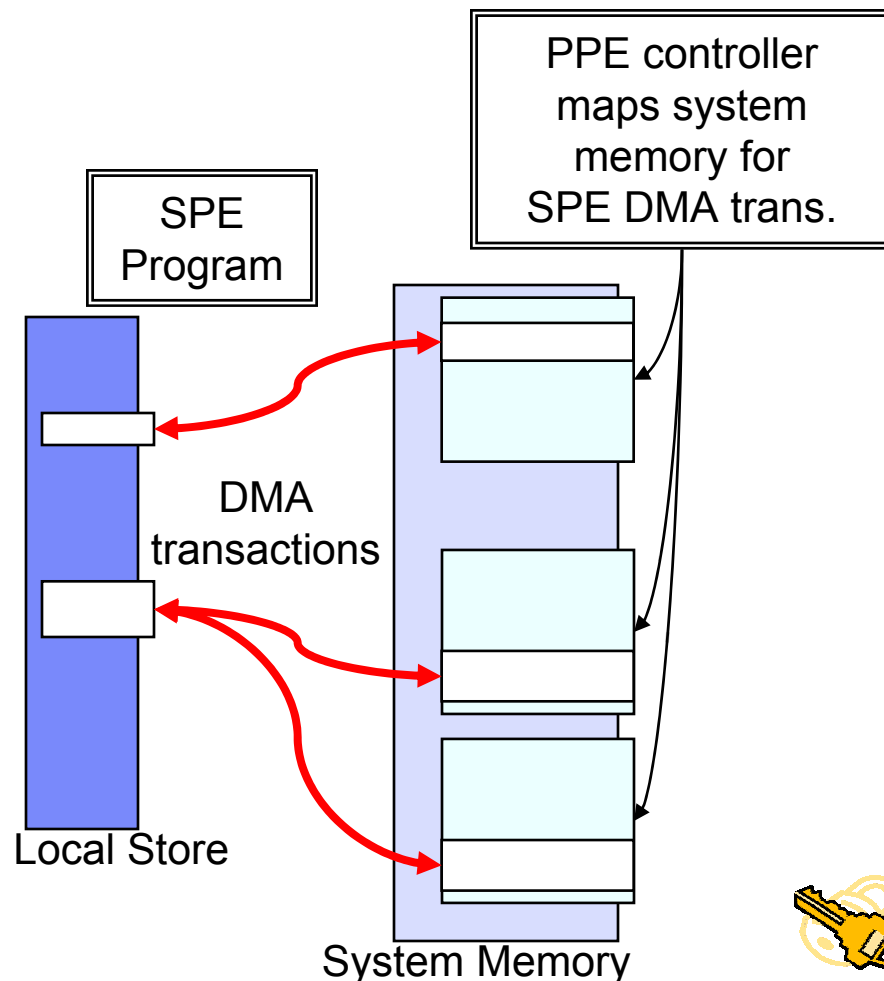 PPE controller
maps system
memory for
SPE DMA trans.
SPE
Program
DMA
transactions
Local Store
System Memory